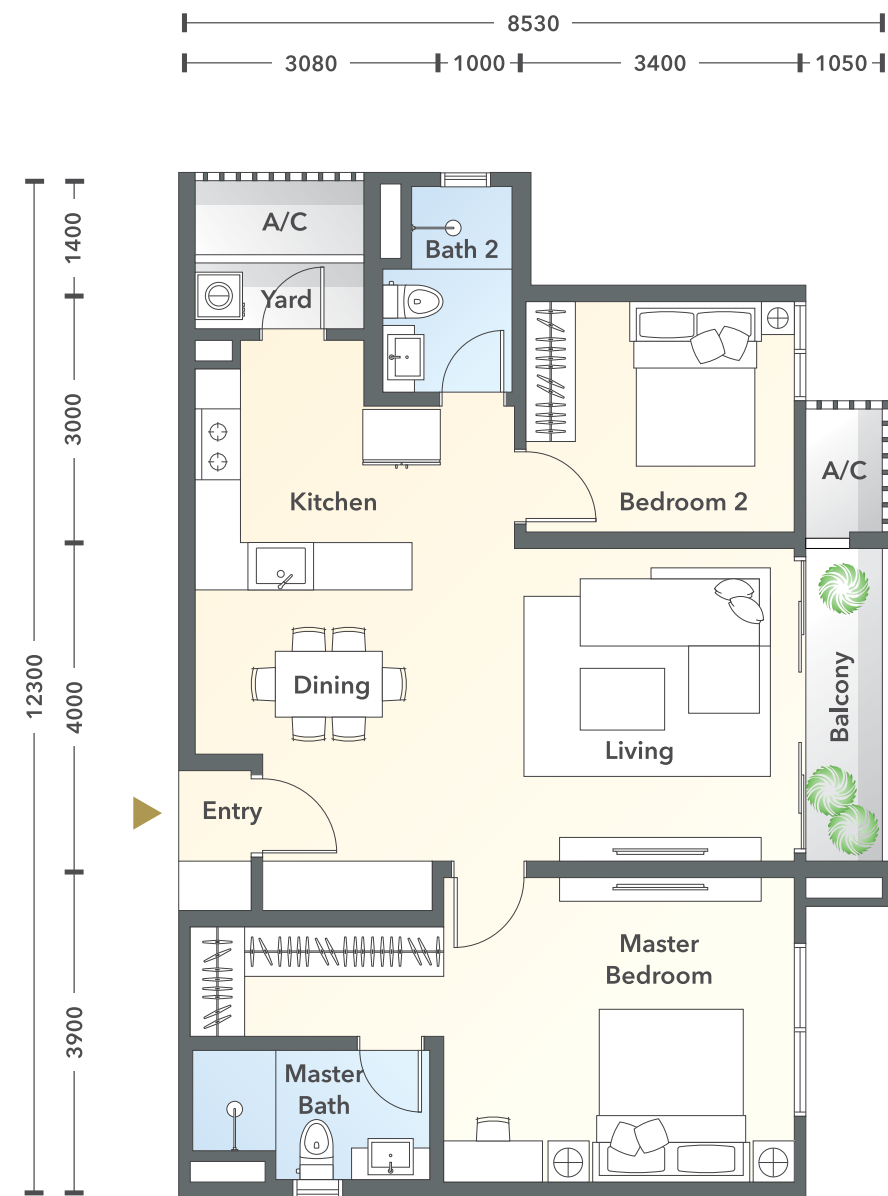 8530
3080
1000
3400
1050
1400
3000
12300
4000
3900
A/C
Bath 2
Yard
A/C
Kitchen
Bedroom 2
Dining
Balcony
Living
Entry
Master
Bedroom
Master
Bath